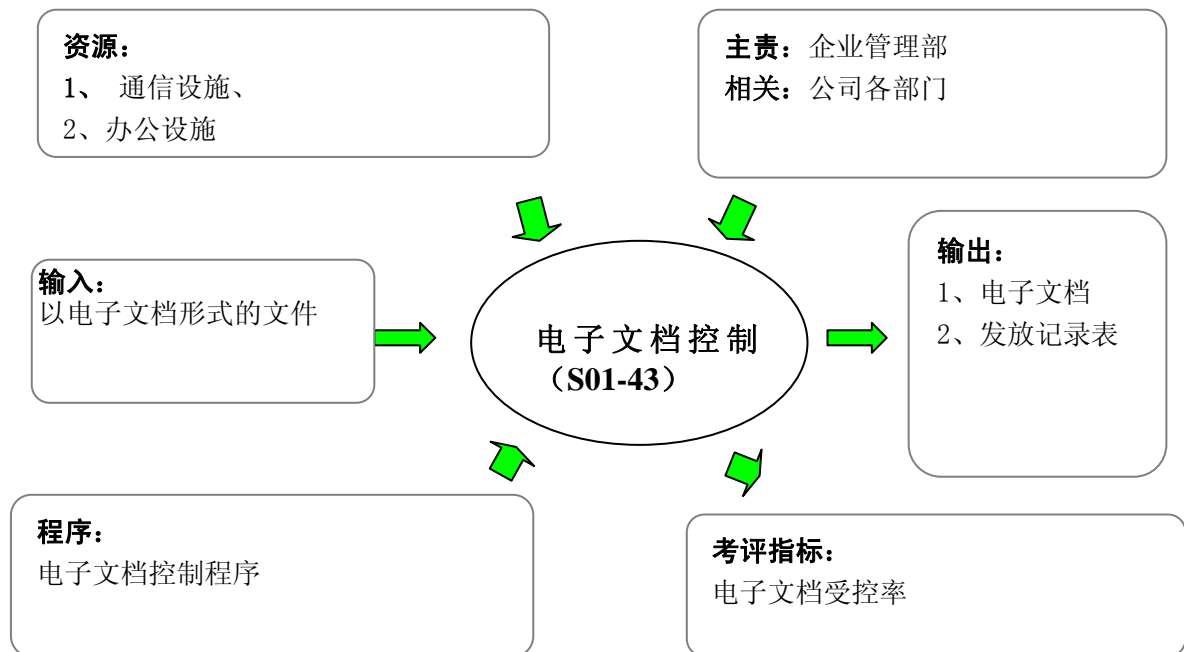 资源：
1、 通信设施、
2、办公设施
主责：企业管理部
相关：公司各部门
输入：
以电子文档形式的文件
电子文档控制
（S01-43）
输出：
1、电子文档
2、发放记录表
程序：
电子文档控制程序
考评指标：
电子文档受控率